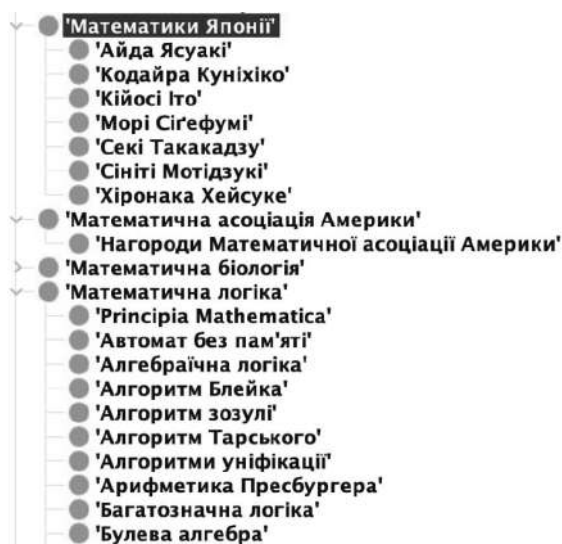 'Математики Японії'
'Айда Ясуакі'
'Кодайра Куніхіко'
'Кійосі Іто'
'Морі Сіґефумі'
'Секі Такакадзу'
'Сініті Мотідзукі'
'Хіронака Хейсуке'
'Математична асоціація Америки'
'Нагороди Математичної асоціації Америки'
'Математична біологія'
'Математична логіка'
'Principia Mathematica'
'Автомат без пам'яті'
'Алгебраїчна логіка'
'Алгоритм Блейка'
'Алгоритм зозулі'
'Алгоритм Тарського'
'Алгоритми уніфікації'
'Арифметика Пресбургера'
'Багатозначна логіка'
'Булева алгебра'